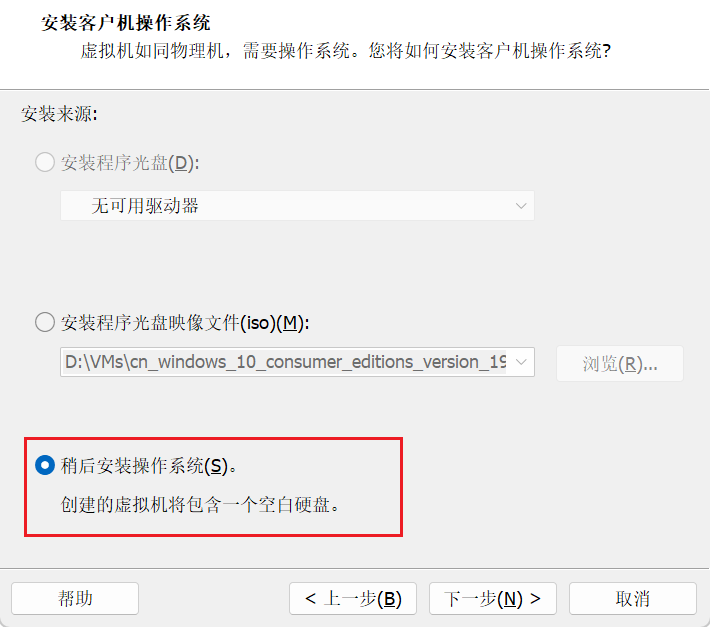 安装客户机操作系统
虚拟机如同物理机，需要操作系统。您将如何安装客户机操作系统?
安装来源:
安装程序光盘(D):
无可用驱动器
安装程序光盘映像文件(iso)(M):
D:\VMs\cn_windows_10_consumer_editions_version_19
浏览(R)...
稍后安装操作系统(S)。
创建的虚拟机将包含一个空白硬盘。
帮助
< 上一步(B)
下一步(N) >
取消